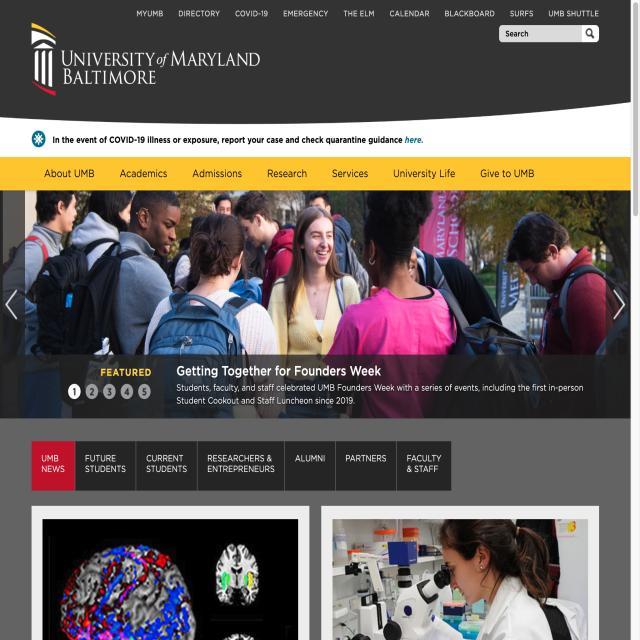 MYUMB DIRECTORY COVID-19 EMERGENCY THE ELM CALENDAR BLACKBOARD SURFS UMB SHUTTLE
Search
UNIVERSITY of MARYLAND
BALTIMORE
In the event of COVID-19 illness or exposure, report your case and check quarantine guidance here.
About UMB Academics Admissions Research Services University Life Give to UMB
MARYLAND
FEATURED
Getting Together for Founders Week
1 2 3 4 5
Students, faculty, and staff celebrated UMB Founders Week with a series of events, including the first in-person
Student Cookout and Staff Luncheon since 2019.
UMB
NEWS
FUTURE
STUDENTS
CURRENT
STUDENTS
RESEARCHERS &
ENTREPRENEURS
ALUMNI
PARTNERS
FACULTY
& STAFF